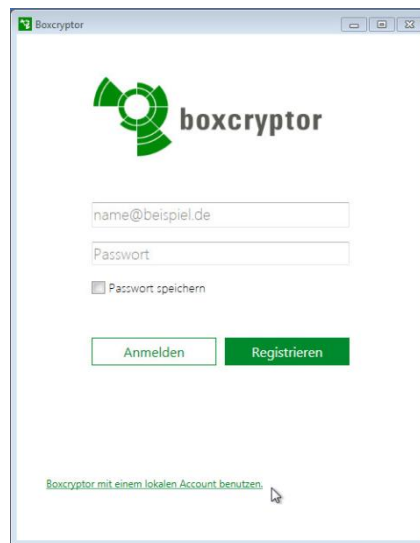 Boxcryptor
boxcryptor
name@beispiel.de
Passwort
Passwort speichern
Anmelden Registrieren
Boxcryptor mit einem lokalen Account benutzen.